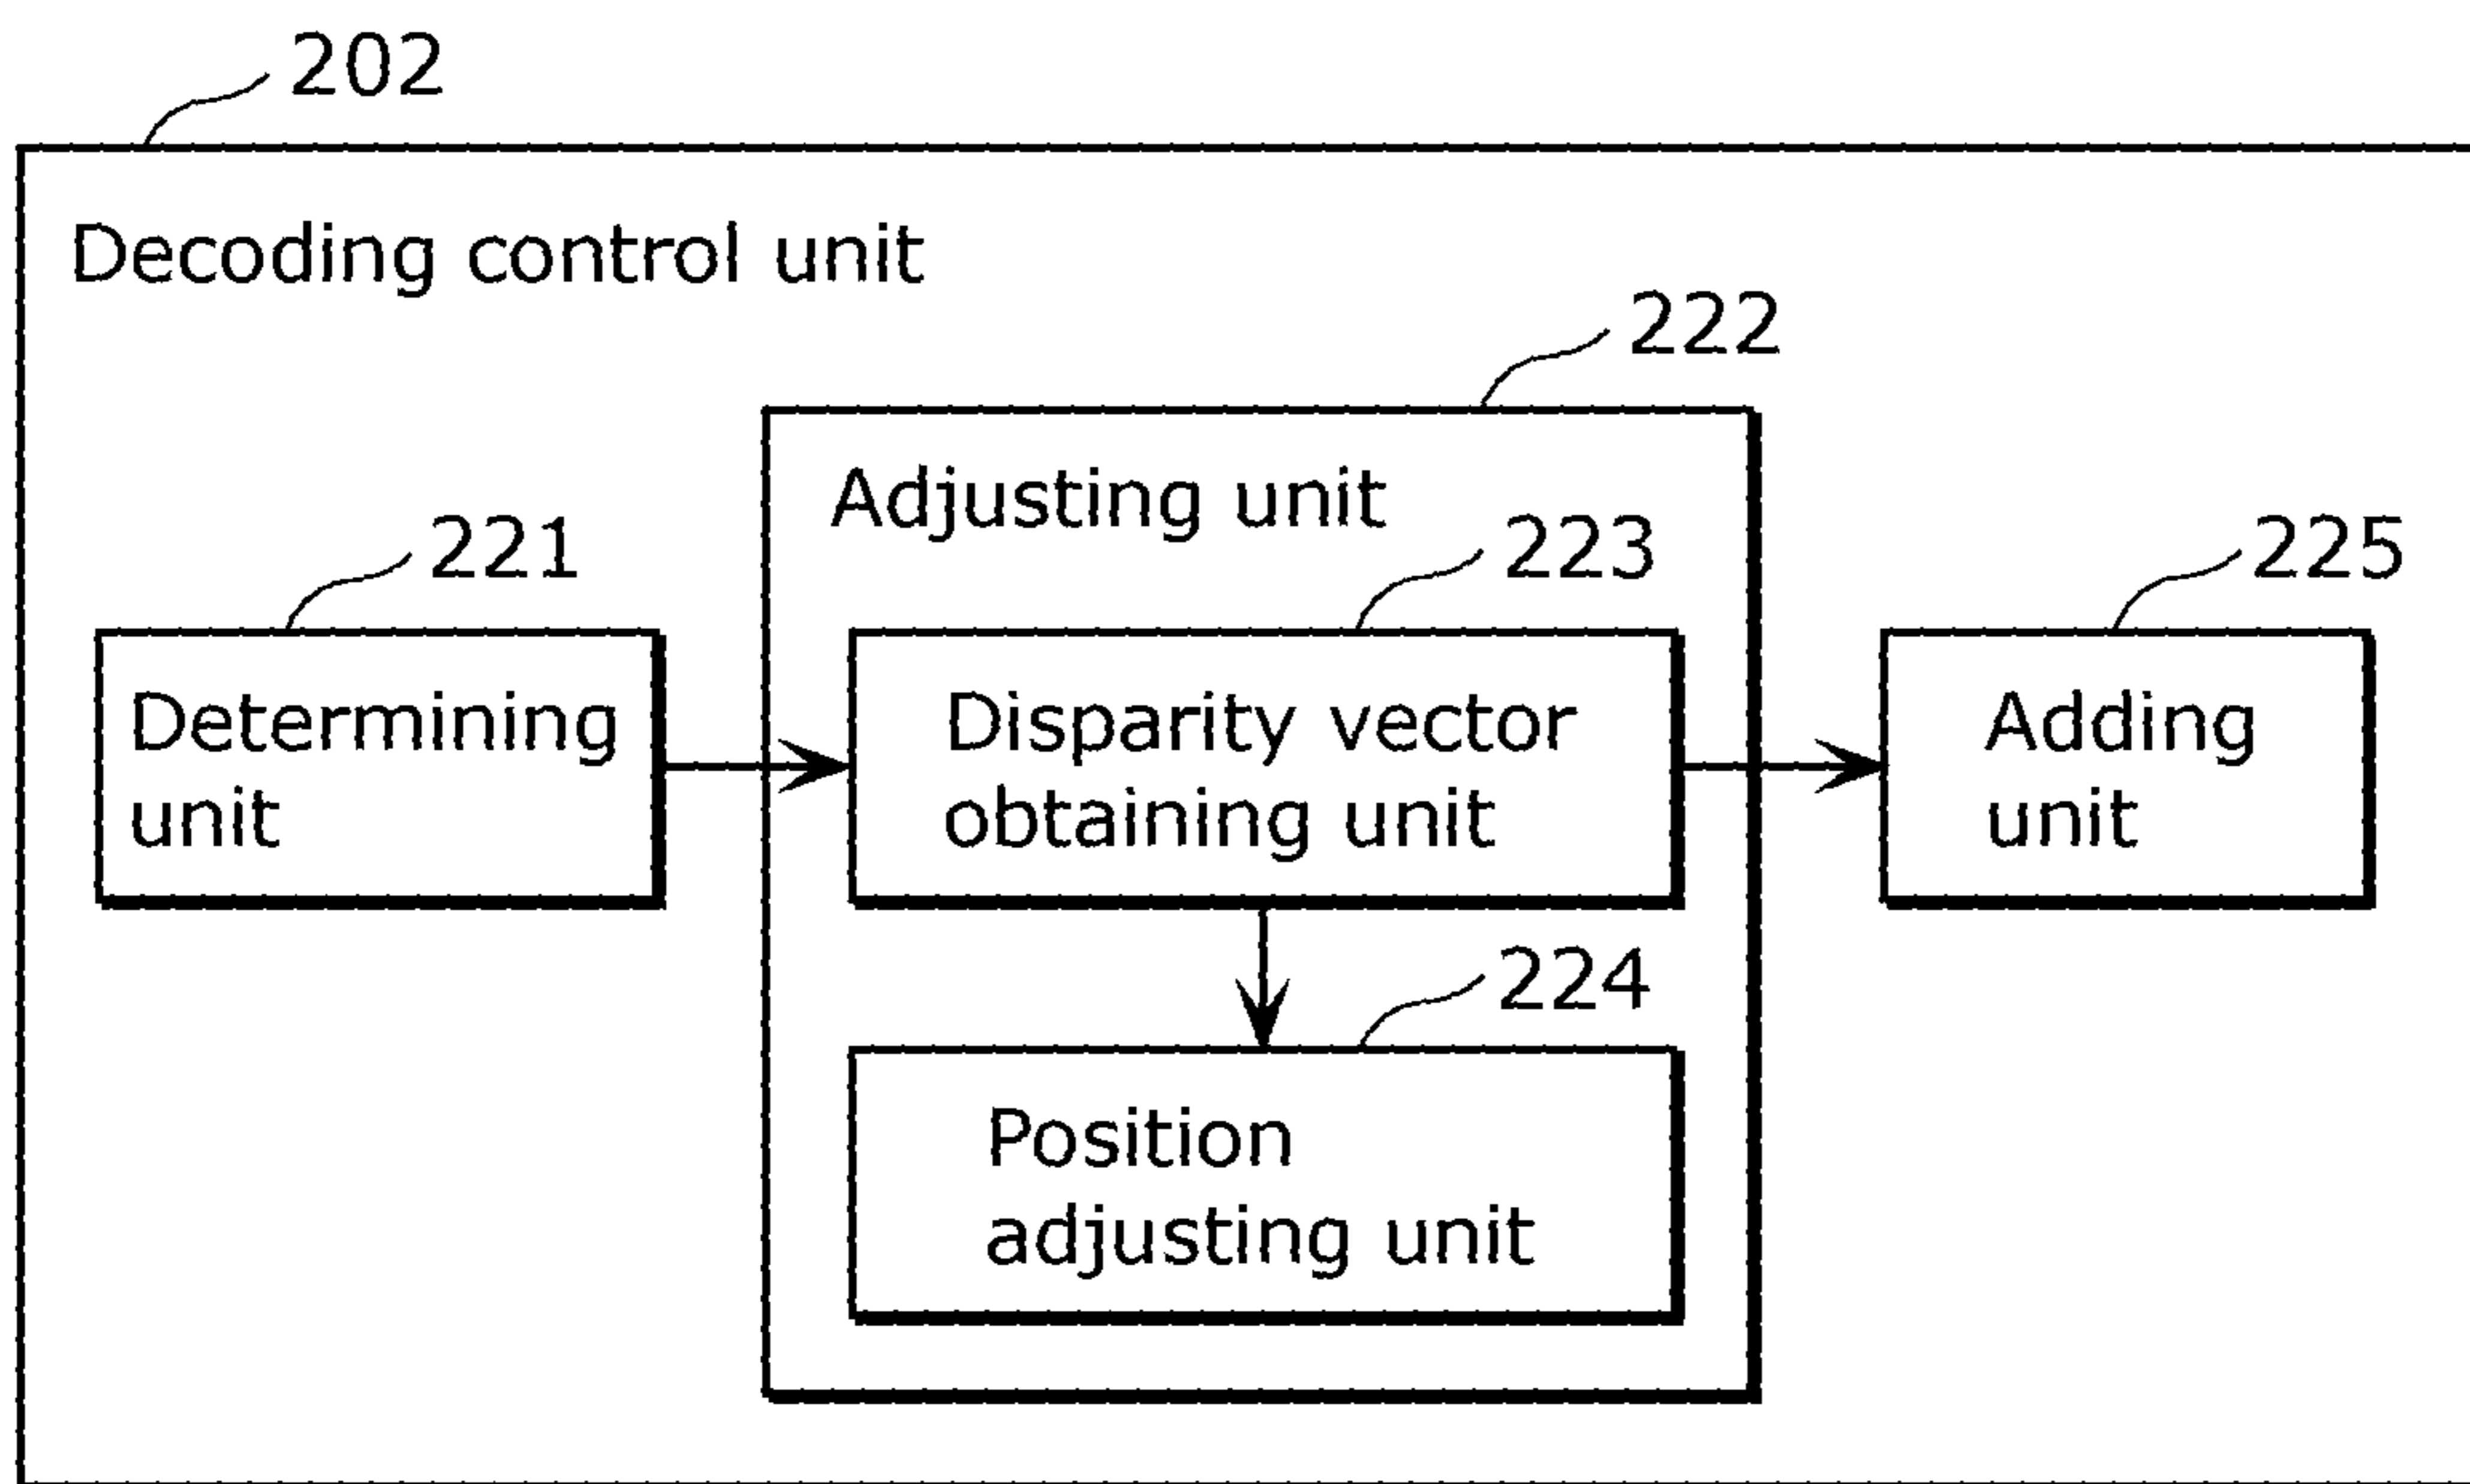 202
Decoding control unit
222
Adjusting unit
221
223
225
Determining
unit
Disparity vector
obtaining unit
Adding
unit
224
Position
adjusting unit